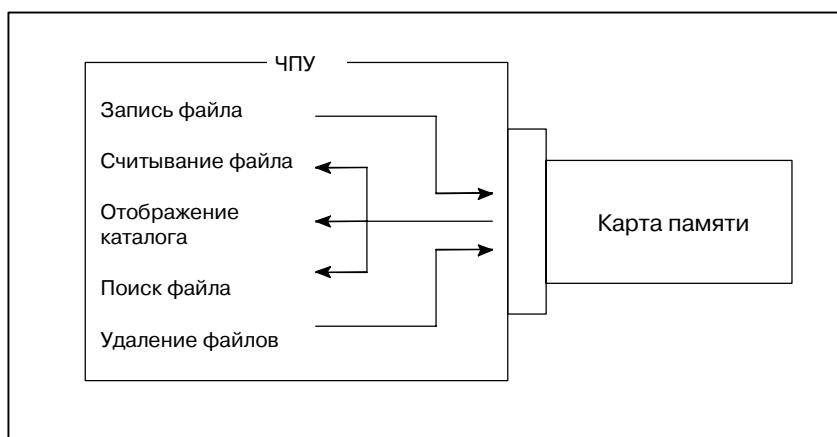 ЧПУ
Запись файла
Считывание файла
Отображение
каталога
Поиск файла
Удаление файлов
Карта памяти